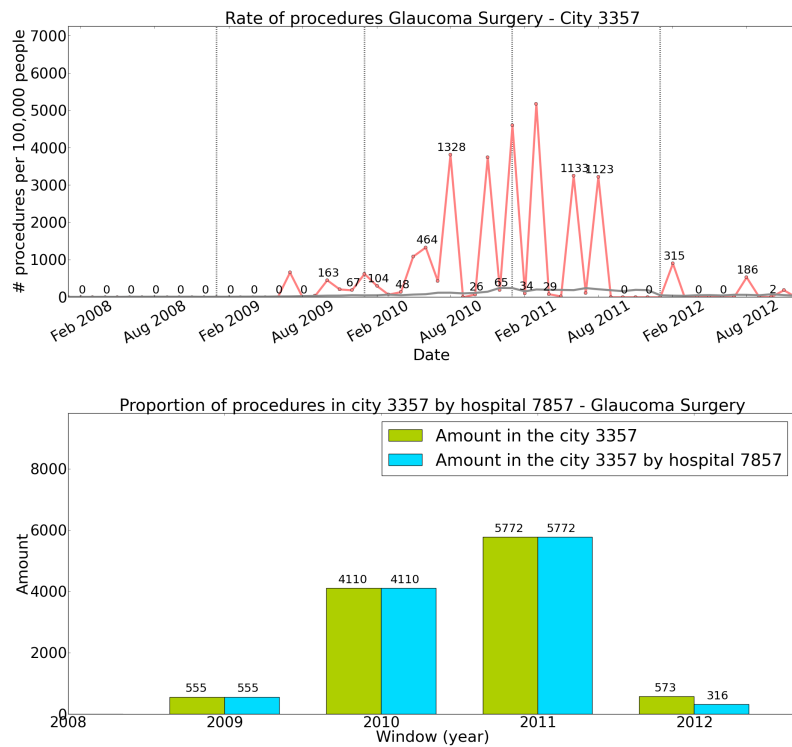 Rate of procedures Glaucoma Surgery - City 3357
# procedures per 100,000 people
7000
6000
5000
4000
3000
2000
1000
0
0 0 0 0 0 0 0 0 0 163 67 104 48 464 1328 26 65 34 29 1133 1123 0 0 315 0 0 186 2
Feb 2008 Aug 2008 Feb 2009 Aug 2009 Feb 2010 Aug 2010 Feb 2011 Aug 2011 Feb 2012 Aug 2012
Date
Proportion of procedures in city 3357 by hospital 7857 - Glaucoma Surgery
Amount in the city 3357
Amount in the city 3357 by hospital 7857
Amount
8000
6000
4000
2000
0
555 555 4110 4110 5772 5772 573 316
2008 2009 2010 2011 2012
Window (year)